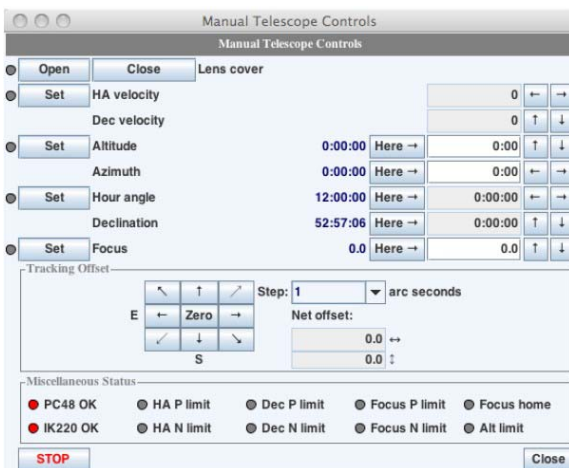 Manual Telescope Controls
Manual Telescope Controls
Open Close Lens cover
Set HA velocity 0 ← →
Dec velocity 0 ↑ ↓
Set Altitude 0:00:00 Here → 0:00 ↑ ↓
Azimuth 0:00:00 Here → 0:00 ← →
Set Hour angle 12:00:00 Here → 0:00:00 ← →
Declination 52:57:06 Here → 0:00:00 ↑ ↓
Set Focus 0.0 Here → 0.0 ↑ ↓
Tracking Offset
↖ ↑ ↗ Step: 1 arc seconds
E ← Zero → Net offset:
↙ ↓ ↘ 0.0 ↔
S 0.0 ↕
Miscellaneous Status
PC48 OK HA P limit Dec P limit Focus P limit Focus home
IK220 OK HA N limit Dec N limit Focus N limit Alt limit
STOP Close